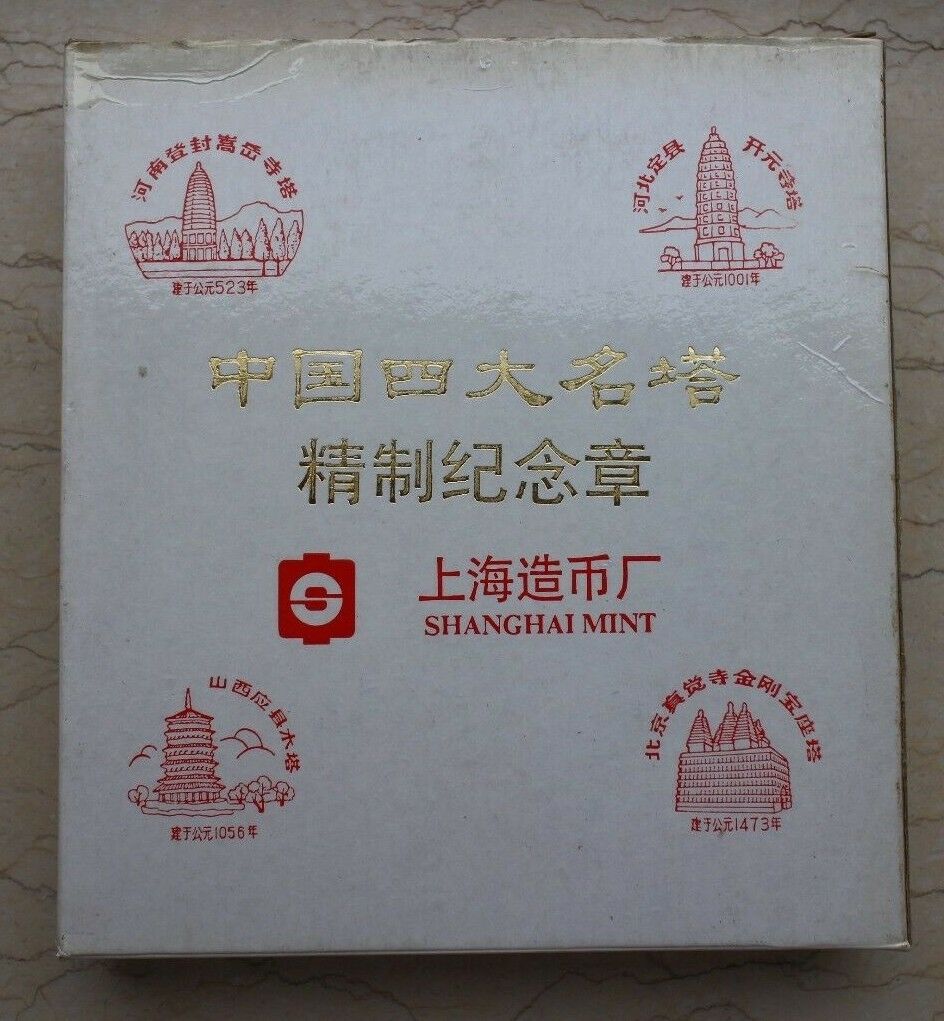 河南登封嵩岳寺塔
建于公元523年
河北定县 开元寺塔
建于公元1001年
中国四大名塔
精制纪念章
S
上海造币厂
SHANGHAI MINT
山西应县木塔
建于公元1056年
北京真觉寺金刚宝座塔
建于公元1473年